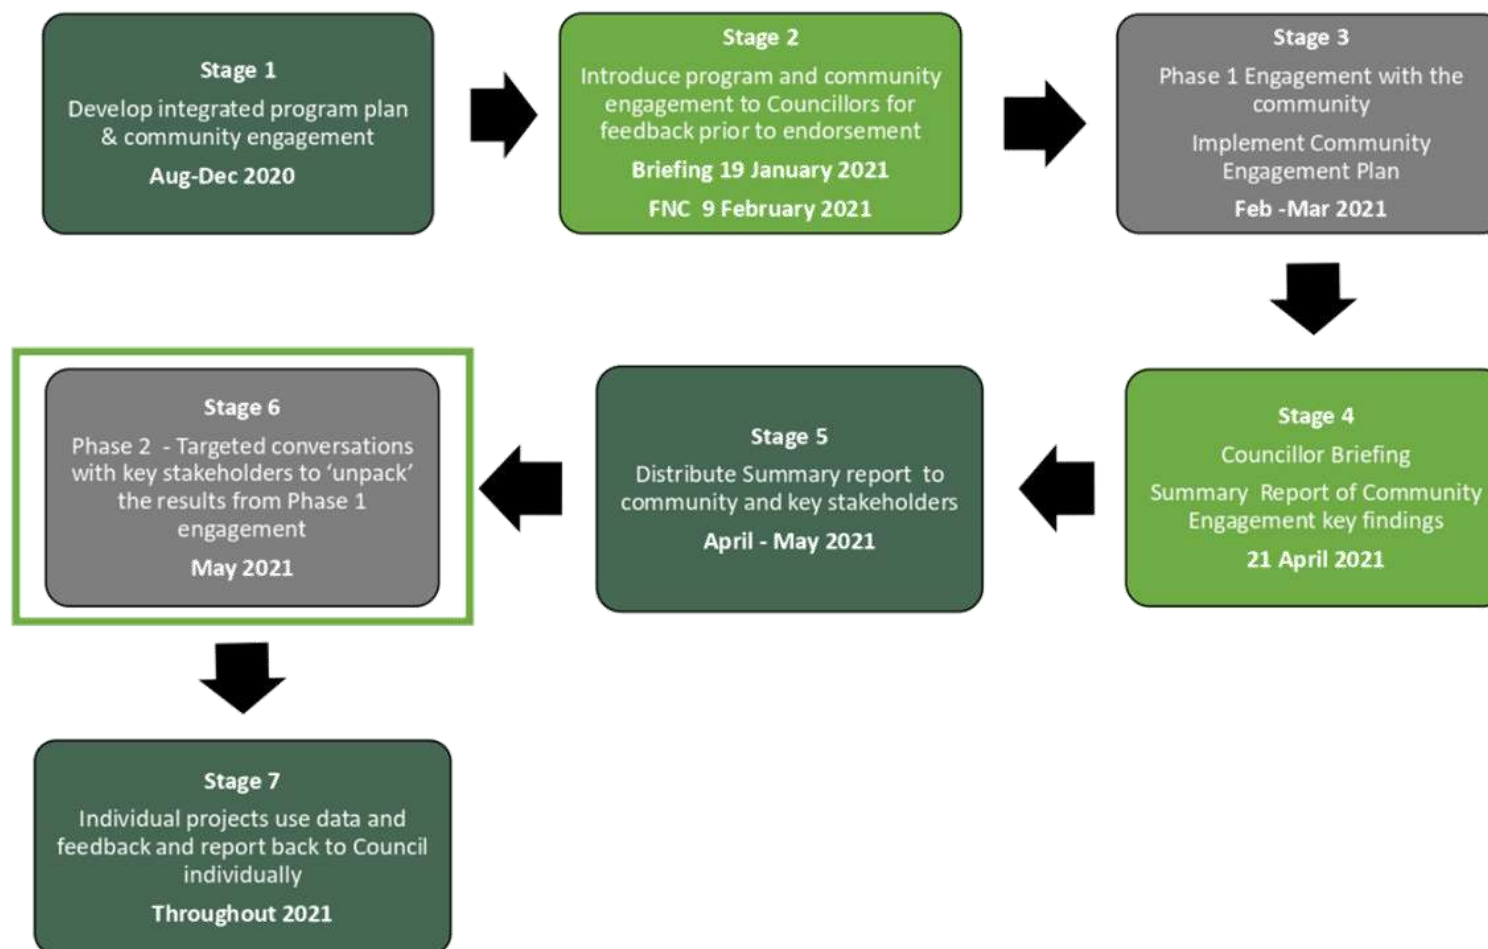 Stage 1
Develop integrated program plan
& community engagement
Aug-Dec 2020
Stage 2
Introduce program and community
engagement to Councillors for
feedback prior to endorsement
Briefing 19 January 2021
FNC 9 February 2021
Stage 3
Phase 1 Engagement with the
community
Implement Community
Engagement Plan
Feb -Mar 2021
Stage 4
Councillor Briefing
Summary Report of Community
Engagement key findings
21 April 2021
Stage 5
Distribute Summary report to
community and key stakeholders
April - May 2021
Stage 6
Phase 2 - Targeted conversations
with key stakeholders to ‘unpack’
the results from Phase 1
engagement
May 2021
Stage 7
Individual projects use data and
feedback and report back to Council
individually
Throughout 2021